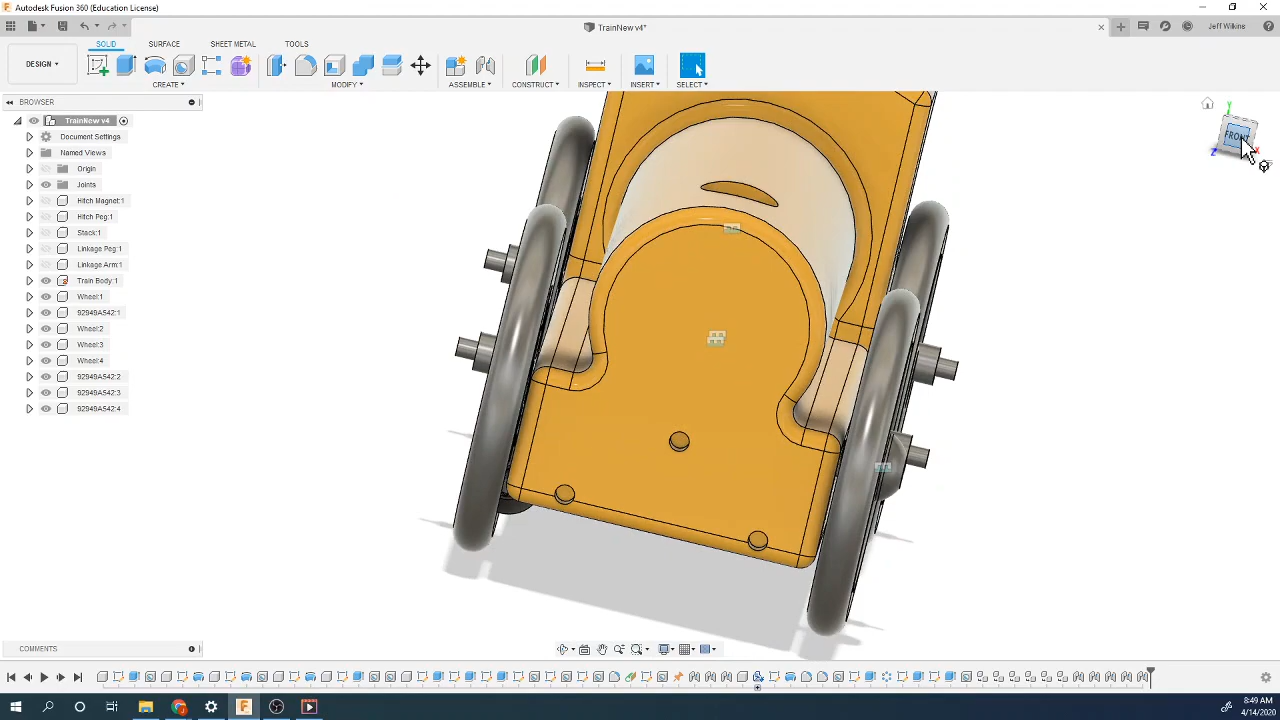 Autodesk Fusion 360 (Education License)
TrainNew v4*
Jeff Wilkins
SOLID
SURFACE
SHEET METAL
TOOLS
DESIGN
CREATE
MODIFY
ASSEMBLE
CONSTRUCT
INSPECT
INSERT
SELECT
BROWSER
TrainNew v4
Document Settings
Named Views
Origin
Joints
Hitch Magnet:1
Hitch Peg:1
Stack:1
Linkage Peg:1
Linkage Arm:1
Train Body:1
Wheel:1
92949A542:1
Wheel:2
Wheel:3
Wheel:4
92949A542:2
92949A542:3
92949A542:4
Y
FRONT
Z
X
COMMENTS
8:49 AM
4/14/2020